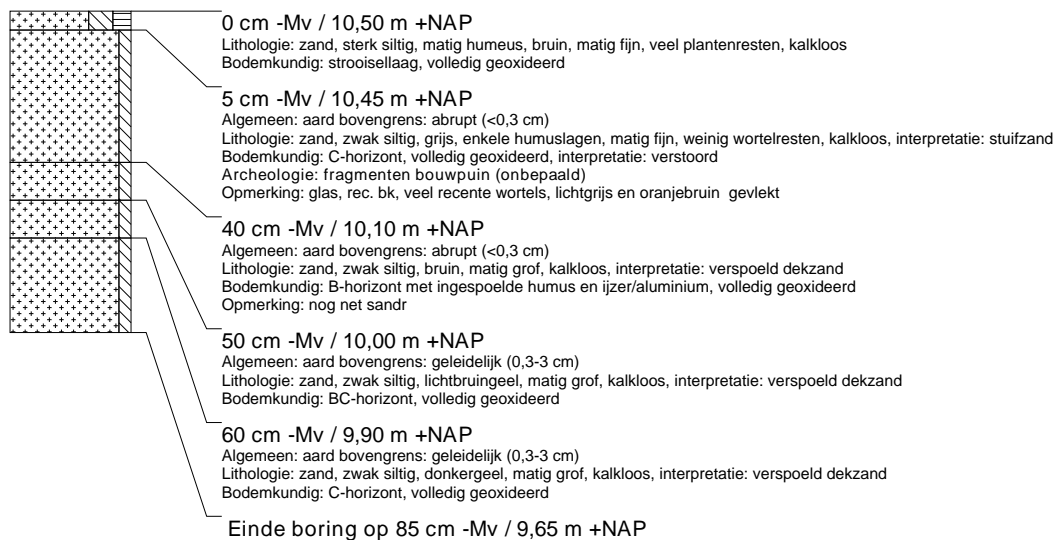 0 cm -Mv / 10,50 m +NAP
Lithologie: zand, sterk siltig, matig humeus, bruin, matig fijn, veel plantenresten, kalkloos
Bodemkundig: strooisellaag, volledig geoxideerd
5 cm -Mv / 10,45 m +NAP
Algemeen: aard bovengrens: abrupt (<0,3 cm)
Lithologie: zand, zwak siltig, grijs, enkele humuslagen, matig fijn, weinig wortelresten, kalkloos, interpretatie: stuifzand
Bodemkundig: C-horizont, volledig geoxideerd, interpretatie: verstoord
Archeologie: fragmenten bouwpuin (onbepaald)
Opmerking: glas, rec. bk, veel recente wortels, lichtgrijs en oranjebruin gevlekt
40 cm -Mv / 10,10 m +NAP
Algemeen: aard bovengrens: abrupt (<0,3 cm)
Lithologie: zand, zwak siltig, bruin, matig grof, kalkloos, interpretatie: verspoeld dekzand
Bodemkundig: B-horizont met ingespoelde humus en ijzer/aluminium, volledig geoxideerd
Opmerking: nog net sandr
50 cm -Mv / 10,00 m +NAP
Algemeen: aard bovengrens: geleidelijk (0,3-3 cm)
Lithologie: zand, zwak siltig, lichtbruingeel, matig grof, kalkloos, interpretatie: verspoeld dekzand
Bodemkundig: BC-horizont, volledig geoxideerd
60 cm -Mv / 9,90 m +NAP
Algemeen: aard bovengrens: geleidelijk (0,3-3 cm)
Lithologie: zand, zwak siltig, donkergeel, matig grof, kalkloos, interpretatie: verspoeld dekzand
Bodemkundig: C-horizont, volledig geoxideerd
Einde boring op 85 cm -Mv / 9,65 m +NAP